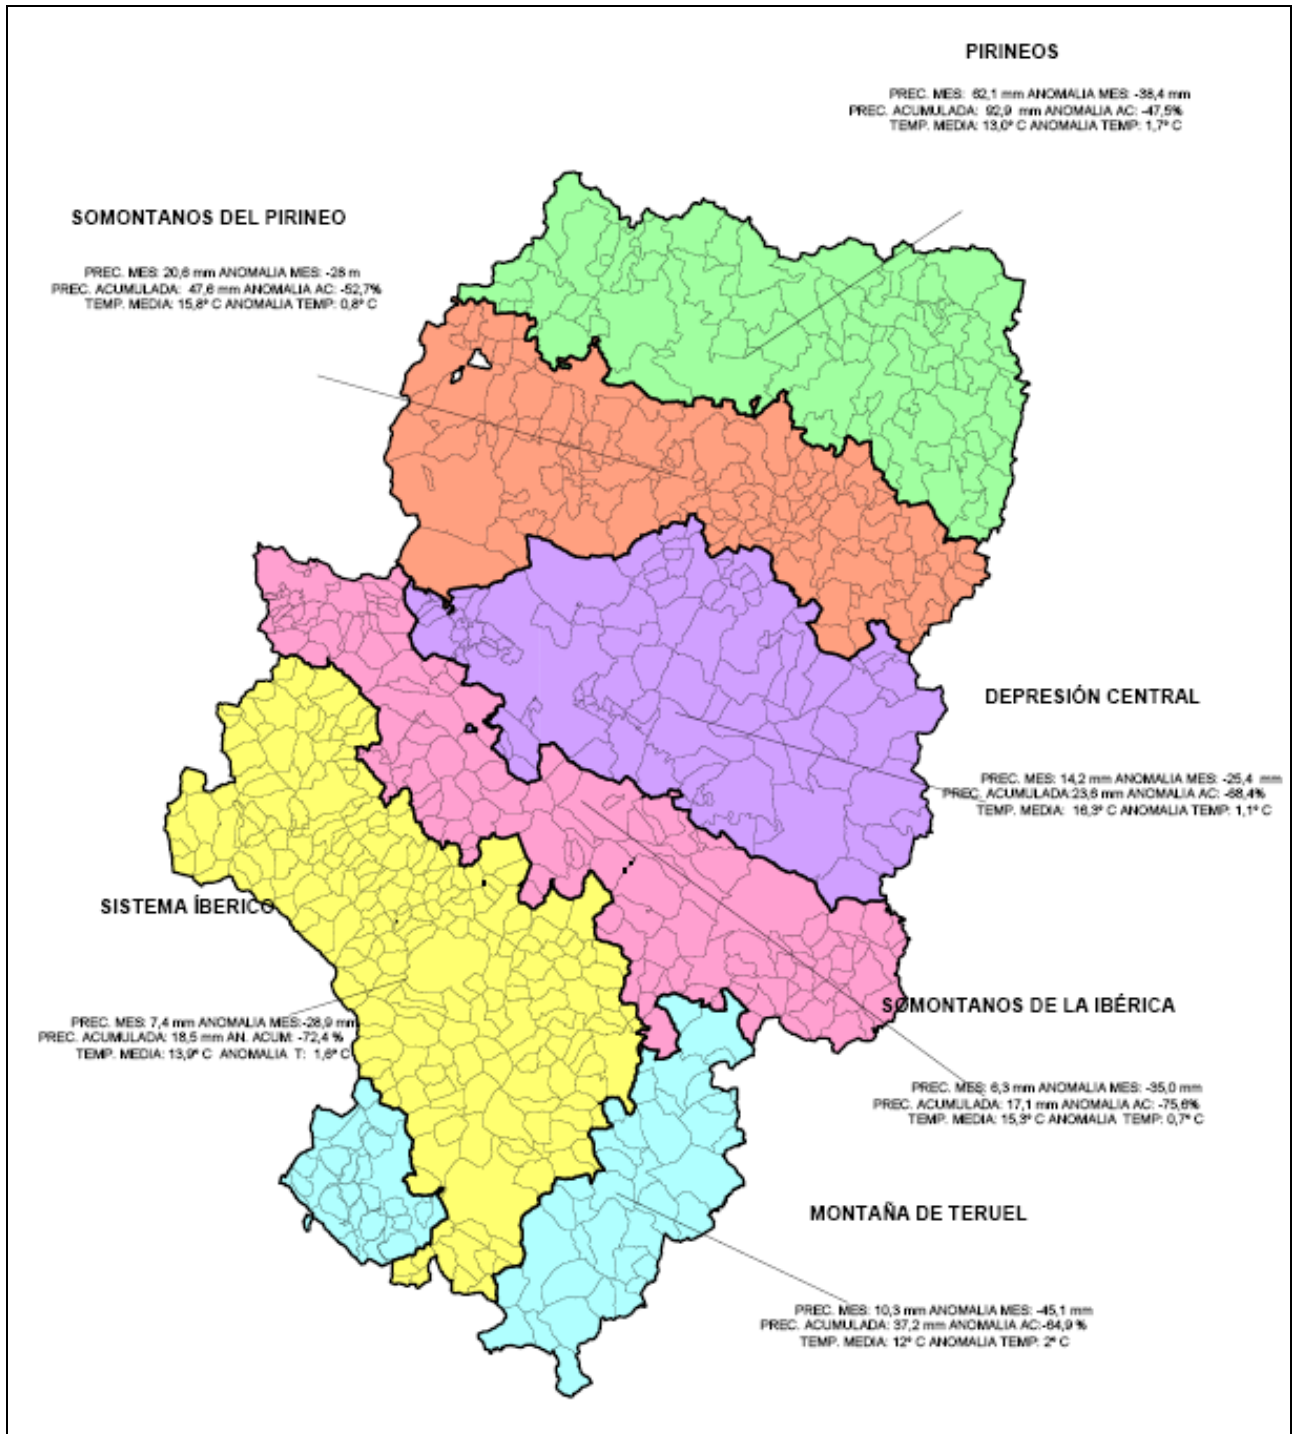 PIRINEOS
PREC. MES: 62,1 mm ANOMALIA MES: -38,4 mm
PREC. ACUMULADA: 92,9 mm ANOMALIA AC: -47,5%
TEMP. MEDIA: 13,0º C ANOMALIA TEMP: 1,7º C
SOMONTANOS DEL PIRINEO
PREC. MES: 20,6 mm ANOMALIA MES: -28 m
PREC. ACUMULADA: 47,6 mm ANOMALIA AC: -52,7%
TEMP. MEDIA: 15,8º C ANOMALIA TEMP: 0,8º C
DEPRESIÓN CENTRAL
PREC. MES: 14,2 mm ANOMALIA MES: -25,4 mm
PREC. ACUMULADA:23,6 mm ANOMALIA AC: -68,4%
TEMP. MEDIA: 16,3º C ANOMALIA TEMP: 1,1º C
SISTEMA ÍBERICO
PREC. MES: 7,4 mm ANOMALIA MES:-28,9 mm
PREC. ACUMULADA: 18,5 mm AN. ACUM: -72,4 %
TEMP. MEDIA: 13,9º C ANOMALIA T: 1,6º C
SOMONTANOS DE LA IBÉRICA
PREC. MES: 6,3 mm ANOMALIA MES: -35,0 mm
PREC. ACUMULADA: 17,1 mm ANOMALIA AC: -75,6%
TEMP. MEDIA: 15,3º C ANOMALIA TEMP: 0,7º C
MONTAÑA DE TERUEL
PREC. MES: 10,3 mm ANOMALIA MES: -45,1 mm
PREC. ACUMULADA: 37,2 mm ANOMALIA AC:-64,9 %
TEMP. MEDIA: 12º C ANOMALIA TEMP: 2º C